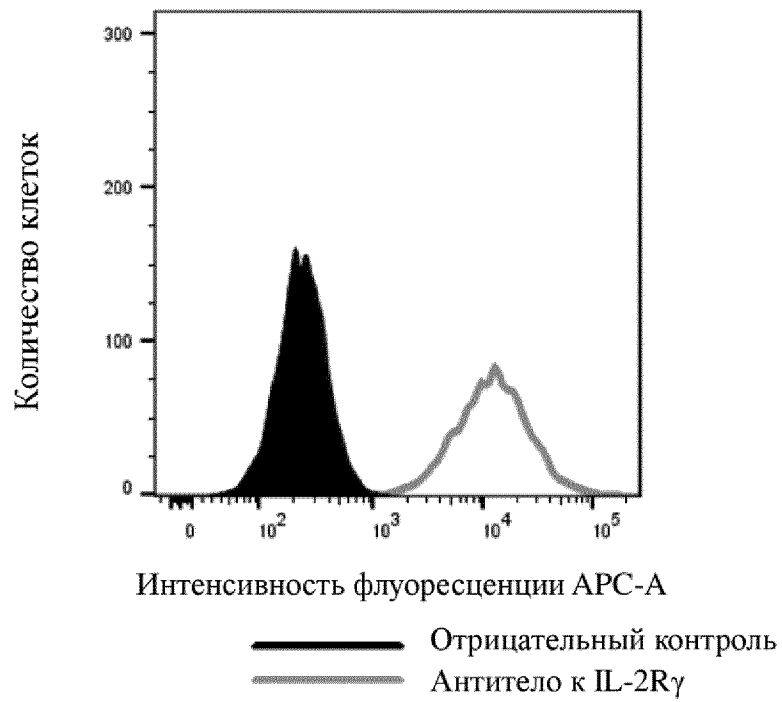 Количество клеток
300
200
100
0
0 10² 10³ 10⁴ 10⁵
Интенсивность флуоресценции APC-A
Отрицательный контроль
Антитело к IL-2Rγ